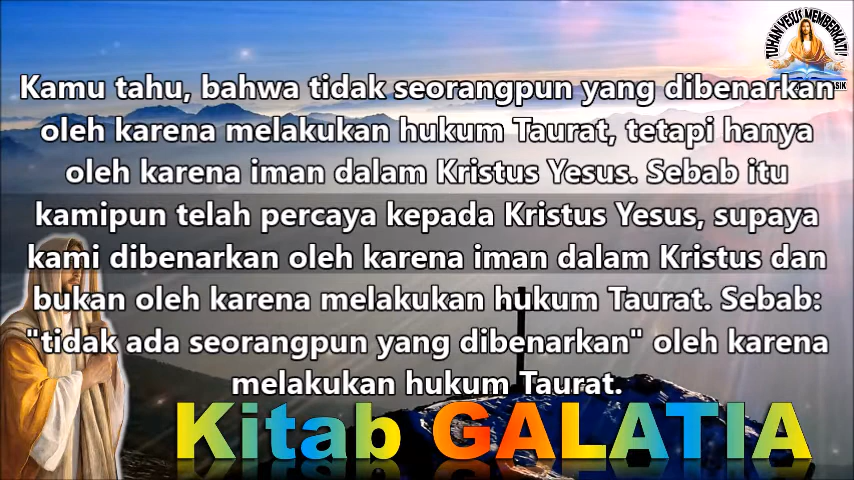 TUHAN YESUS MEMBERKATI
Kamu tahu, bahwa tidak seorangpun yang dibenarkan
oleh karena melakukan hukum Taurat, tetapi hanya
oleh karena iman dalam Kristus Yesus. Sebab itu
kamipun telah percaya kepada Kristus Yesus, supaya
kami dibenarkan oleh karena iman dalam Kristus dan
bukan oleh karena melakukan hukum Taurat. Sebab:
"tidak ada seorangpun yang dibenarkan" oleh karena
melakukan hukum Taurat.
Kitab GALATIA